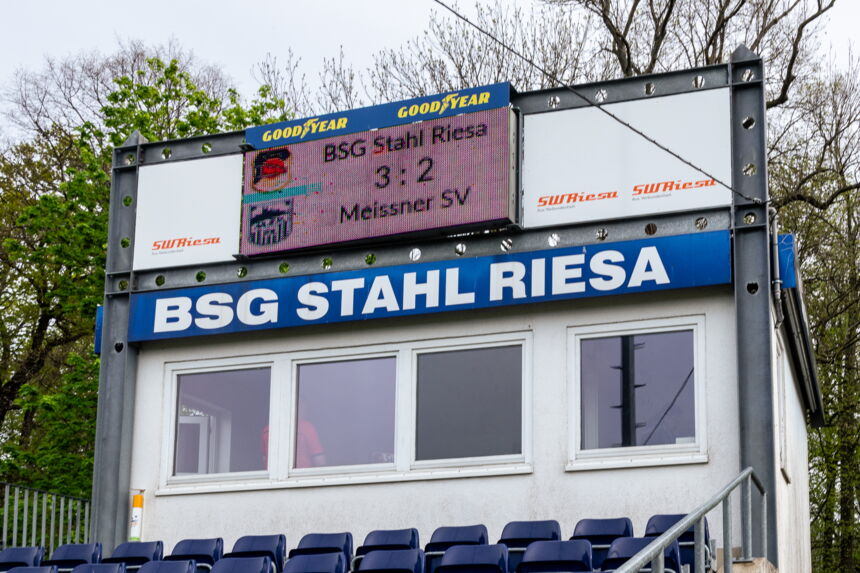 GOODYEAR GOODYEAR
BSG Stahl Riesa
3 : 2
Meissner SV
SWRiesa
SWRiesa
SWRiesa
BSG STAHL RIESA